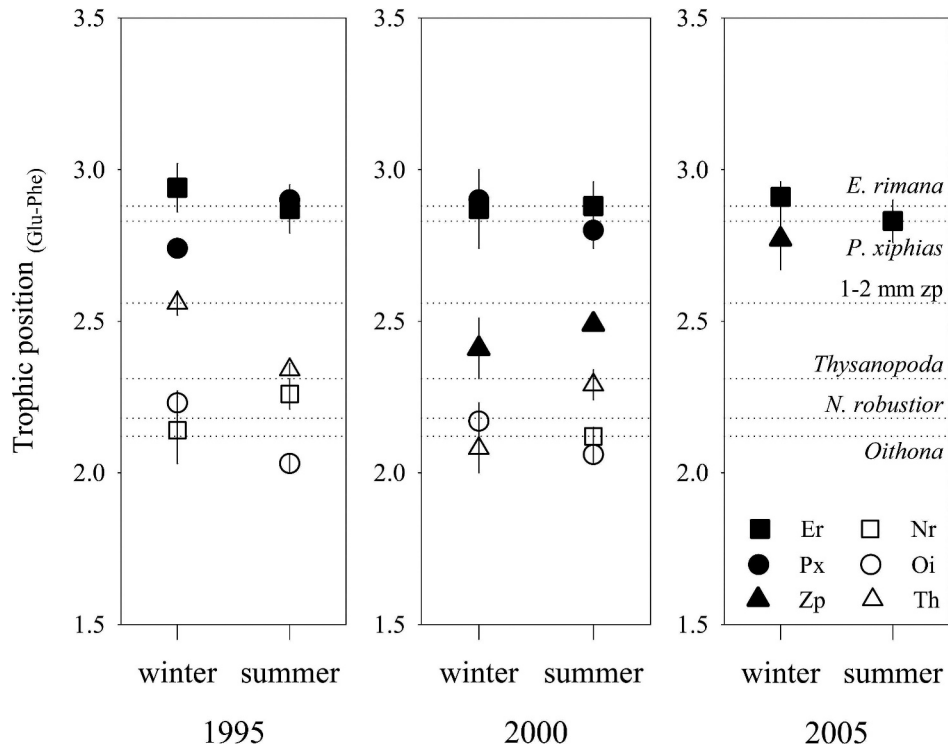 Trophic position (Glu-Phe)
3.5
3.0
2.5
2.0
1.5
winter summer
1995
3.5
3.0
2.5
2.0
1.5
winter summer
2000
3.5
3.0
2.5
2.0
1.5
E. rimana
P. xiphias
1-2 mm zp
Thysanopoda
N. robustior
Oithona
Er Nr
Px Oi
Zp Th
winter summer
2005